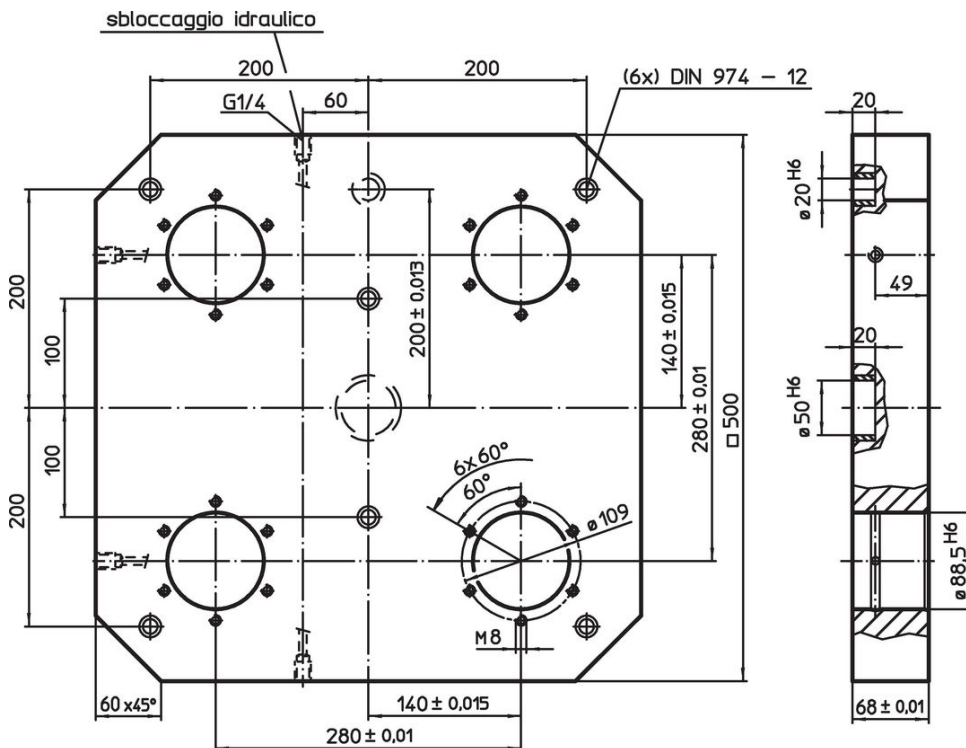 sbloccaggio idraulico
200
200
(6x) DIN 974 – 12
G1/4
60
20
ø20 H6
200
200 ± 0,013
49
100
140 ± 0,015
280 ± 0,01
20
□ 500
ø50 H6
100
6x60°
60°
200
ø109
ø88.5 H6
M8
60 x45°
140 ± 0,015
68 ± 0,01
280 ± 0,01